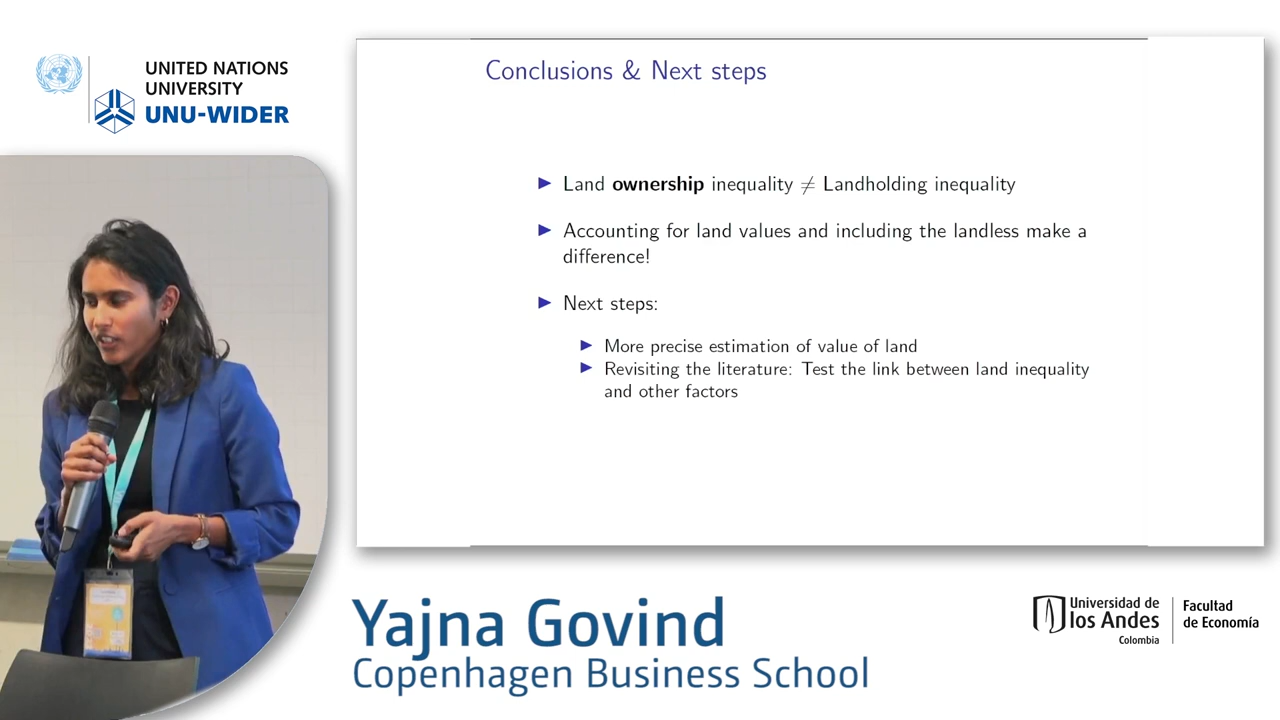 UNITED NATIONS
UNIVERSITY
UNU-WIDER
Conclusions & Next steps
Land ownership inequality ≠ Landholding inequality
Accounting for land values and including the landless make a
difference!
Next steps:
More precise estimation of value of land
Revisiting the literature: Test the link between land inequality
and other factors
Yajna Govind
Copenhagen Business School
Universidad de
los Andes
Colombia
Facultad
de Economía